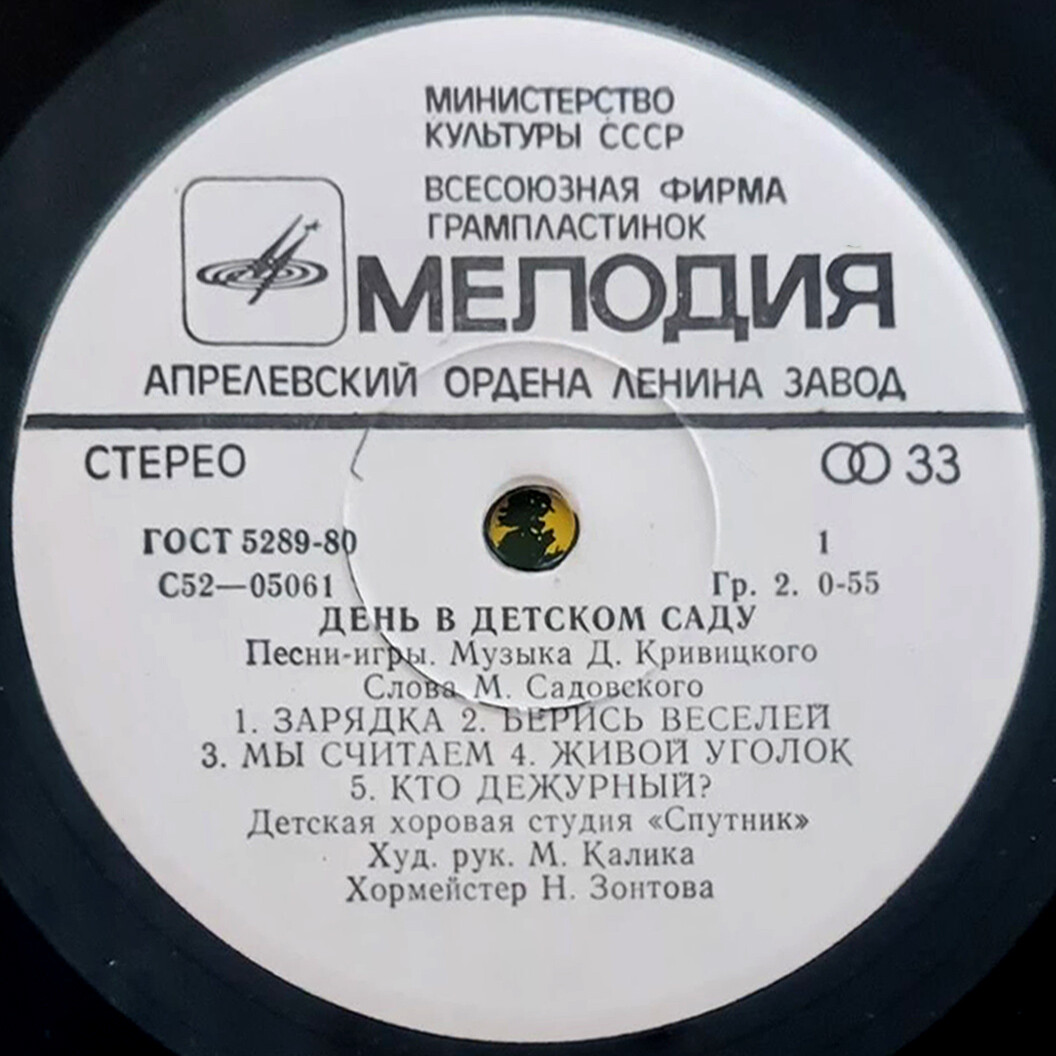 МИНИСТЕРСТВО
КУЛЬТУРЫ СССР
ВСЕСОЮЗНАЯ ФИРМА
ГРАМПЛАСТИНОК
МЕЛОДИЯ
АПРЕЛЕВСКИЙ ОРДЕНА ЛЕНИНА ЗАВОД
СТЕРЕО 33
ГОСТ 5289-80 1
С52—05061 Гр. 2. 0-55
ДЕНЬ В ДЕТСКОМ САДУ
Песни-игры. Музыка Д. Кривицкого
Слова М. Садовского
1. ЗАРЯДКА 2. БЕРИСЬ ВЕСЕЛЕЙ
3. МЫ СЧИТАЕМ 4. ЖИВОЙ УГОЛОК
5. КТО ДЕЖУРНЫЙ?
Детская хоровая студия «Спутник»
Худ. рук. М. Калика
Хормейстер Н. Зонтова